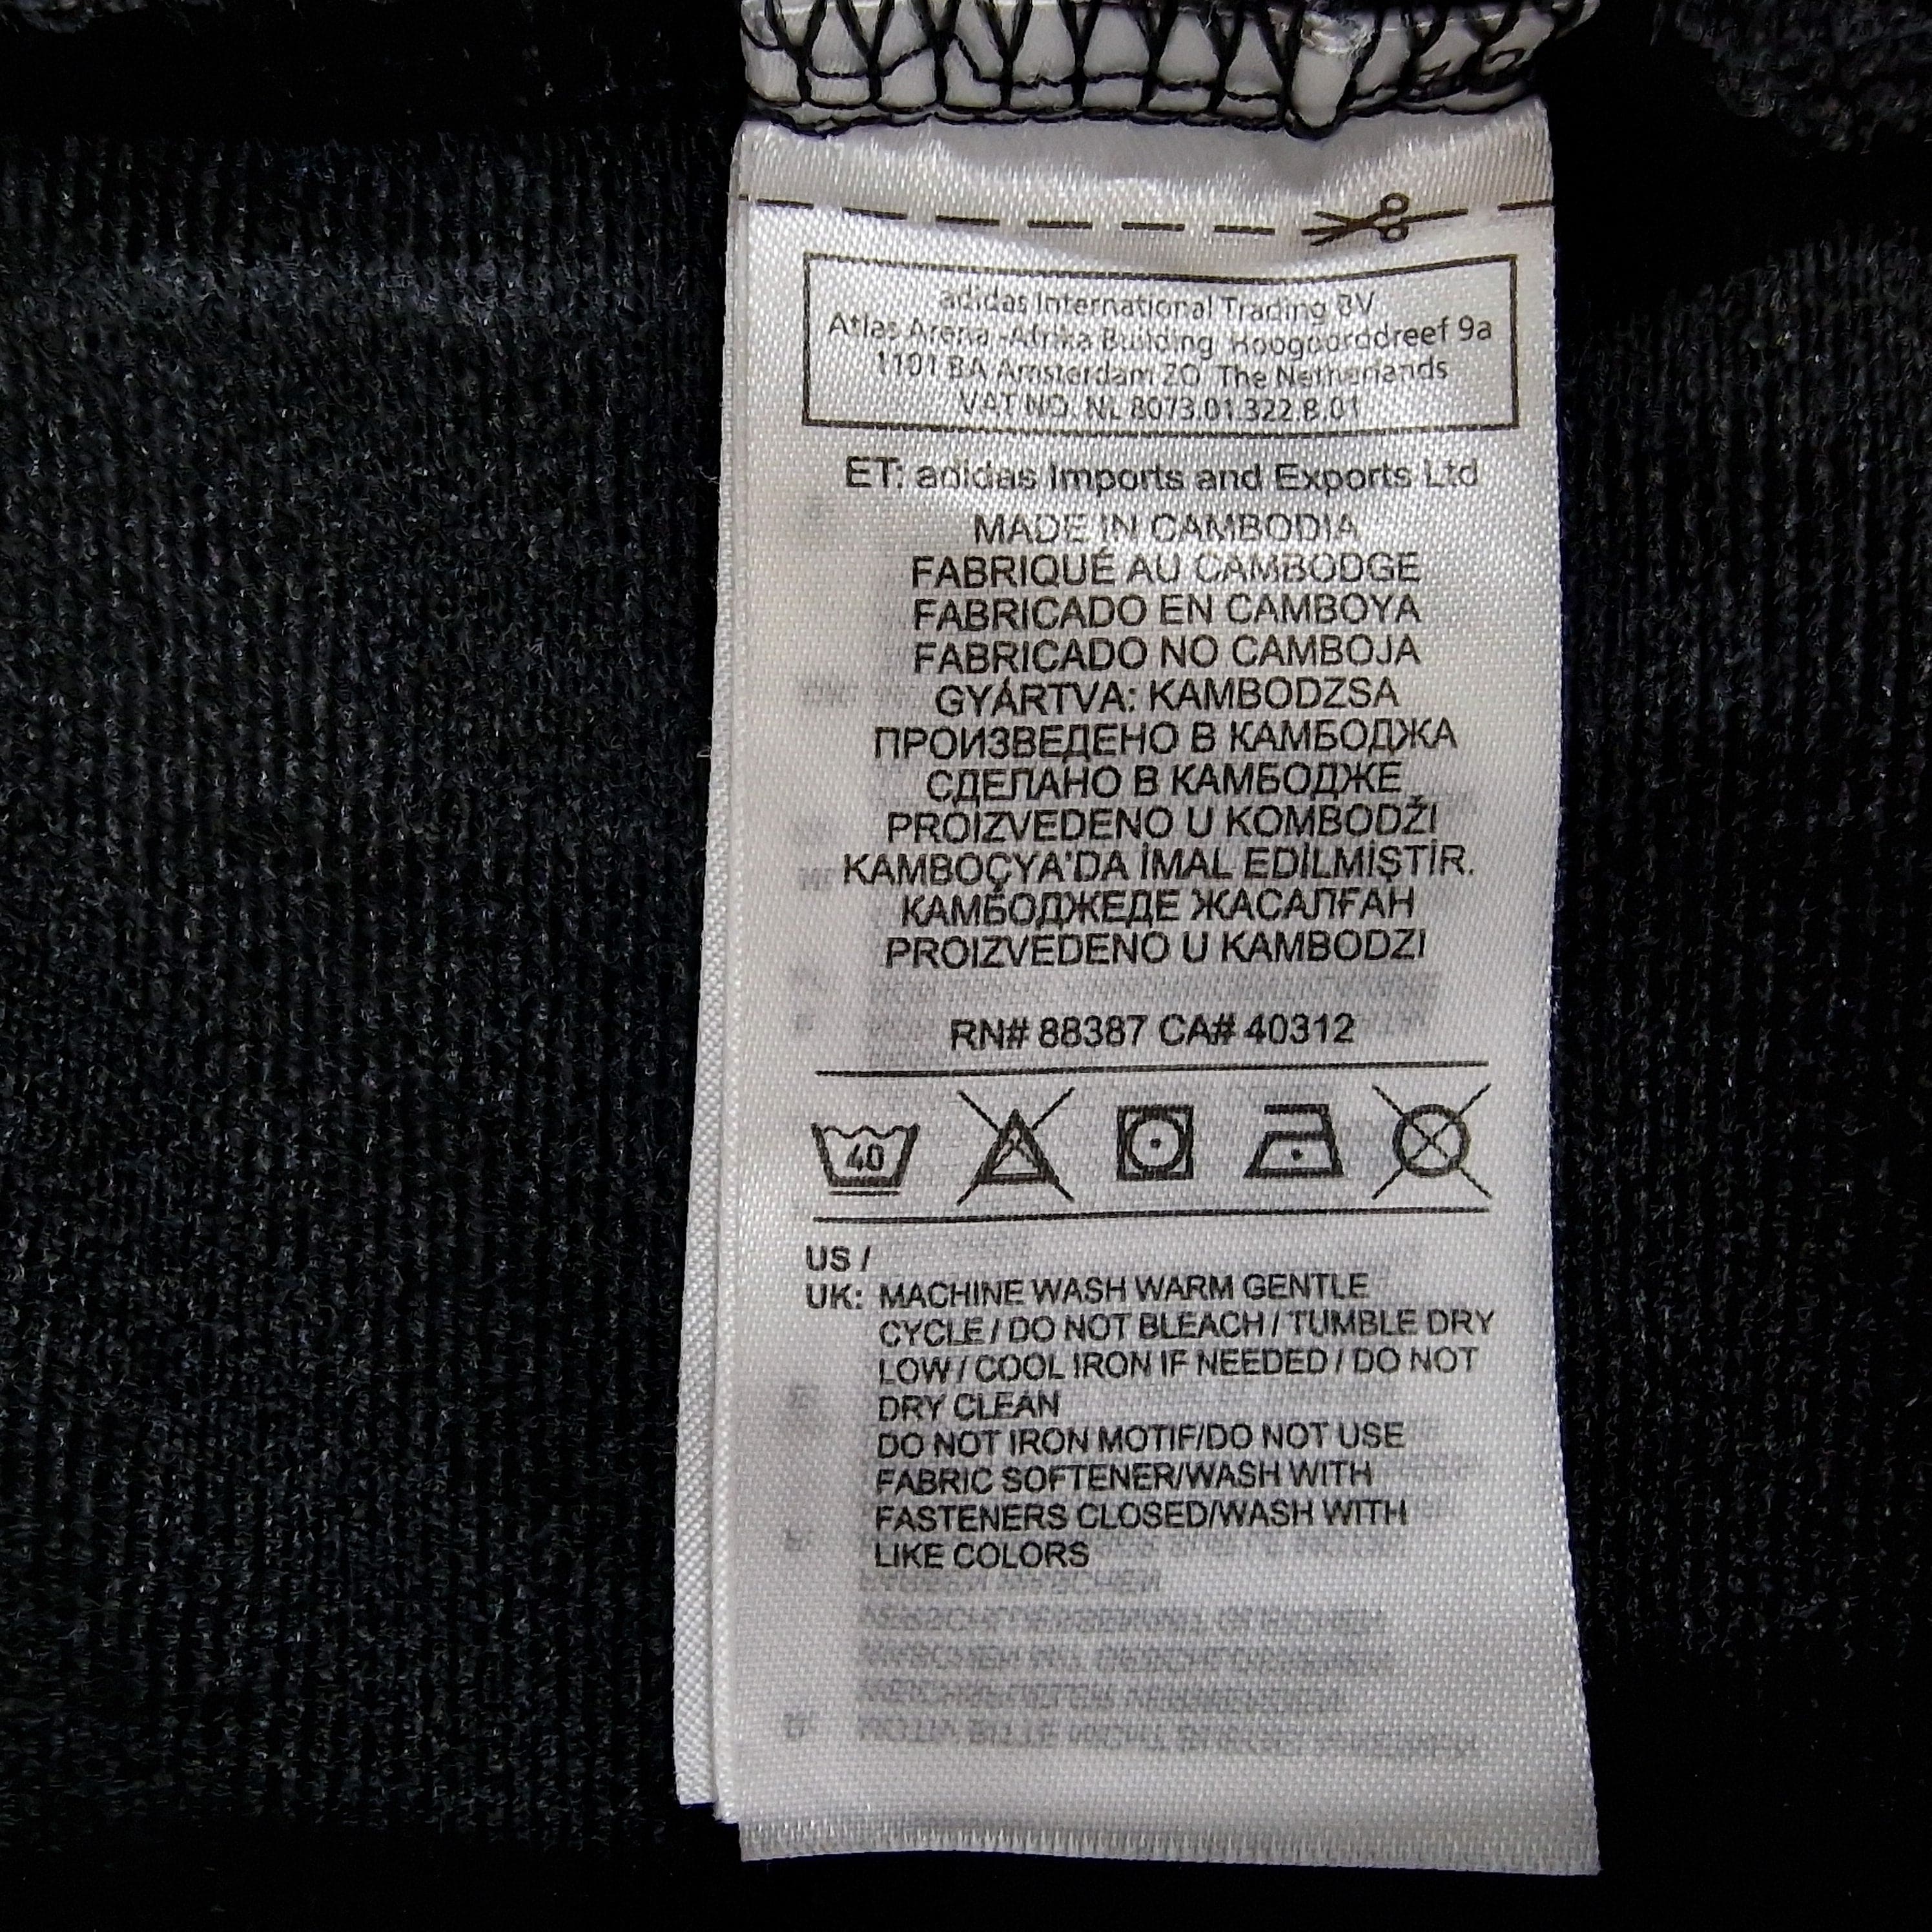 adidas International Trading BV
Atlas Arena -Afrika Building Hoogoorddreef 9a
1101 BA Amsterdam ZO The Netherlands
VAT NO. NL 8073.01.322.B.01
ET: adidas Imports and Exports Ltd
MADE IN CAMBODIA
FABRIQUÉ AU CAMBODGE
FABRICADO EN CAMBOYA
FABRICADO NO CAMBOJA
GYÁRTVA: KAMBODZSA
ПРОИЗВЕДЕНО В КАМБОДЖА
СДЕЛАНО В КАМБОДЖЕ
PROIZVEDENO U KOMBODŽI
KAMBOÇYA'DA İMAL EDİLMİŞTİR.
КАМБОДЖЕДЕ ЖАСАЛҒАН
PROIZVEDENO U KAMBODZI
RN# 88387 CA# 40312
40
US /
UK: MACHINE WASH WARM GENTLE
CYCLE / DO NOT BLEACH / TUMBLE DRY
LOW / COOL IRON IF NEEDED / DO NOT
DRY CLEAN
DO NOT IRON MOTIF/DO NOT USE
FABRIC SOFTENER/WASH WITH
FASTENERS CLOSED/WASH WITH
LIKE COLORS